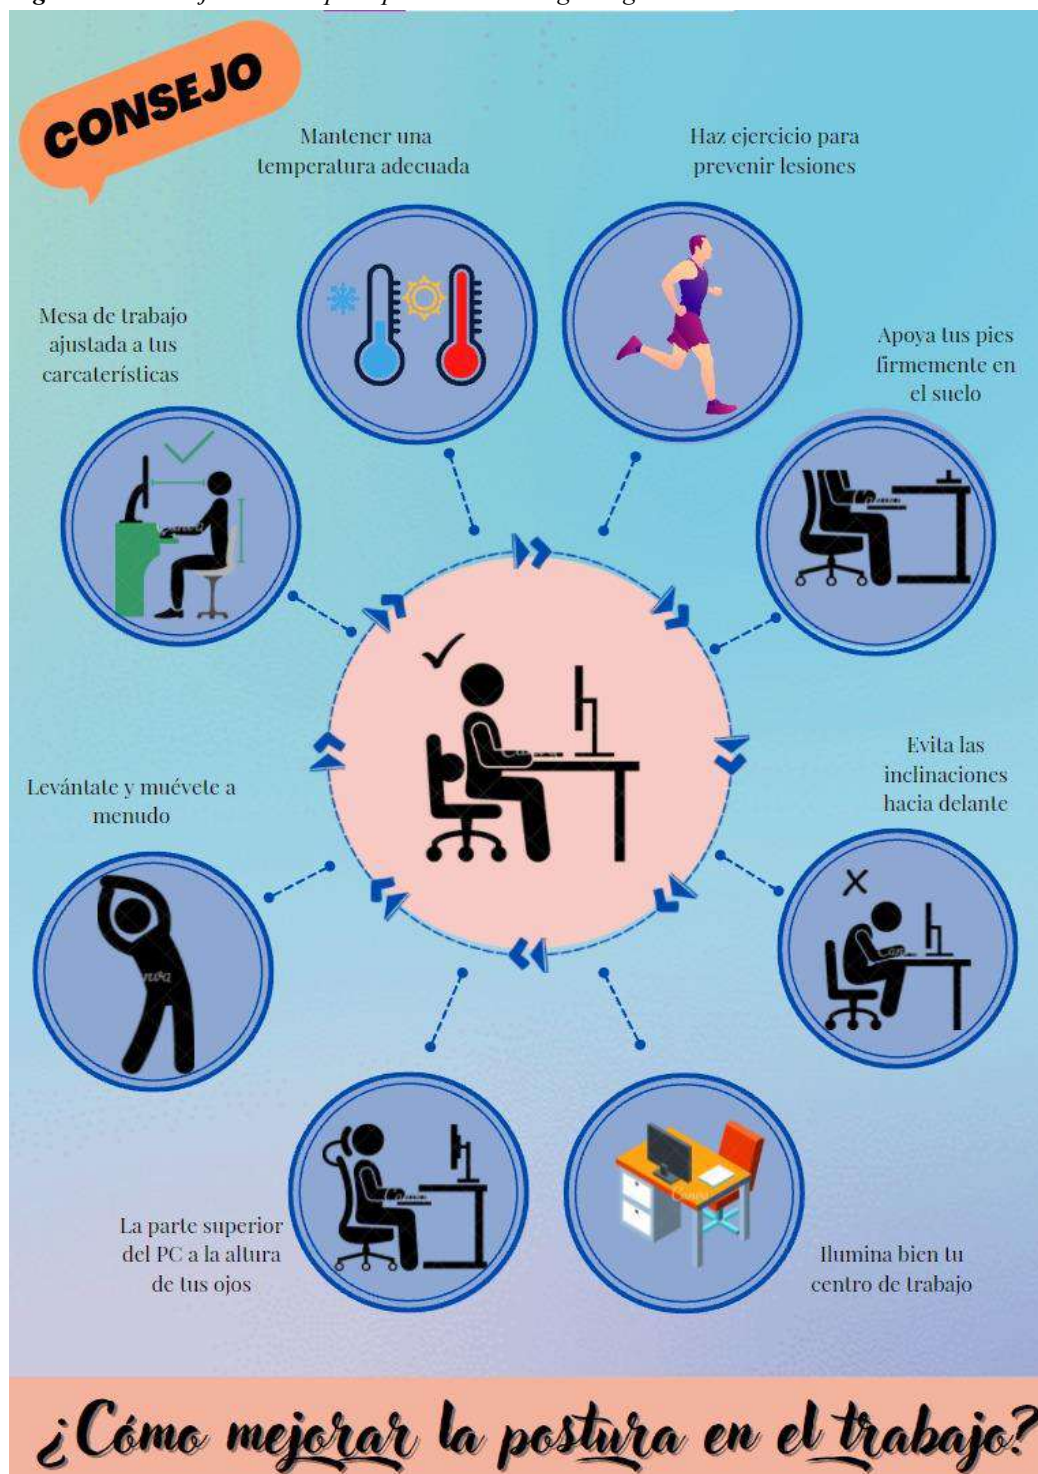 CONSEJO
Mantener una
temperatura adecuada
Haz ejercicio para
prevenir lesiones
Mesa de trabajo
ajustada a tus
carcaterísticas
Apoya tus pies
firmemente en
el suelo
Levántate y muévete a
menudo
Evita las
inclinaciones
hacia delante
La parte superior
del PC a la altura
de tus ojos
Ilumina bien tu
centro de trabajo
¿Cómo mejorar la postura en el trabajo?